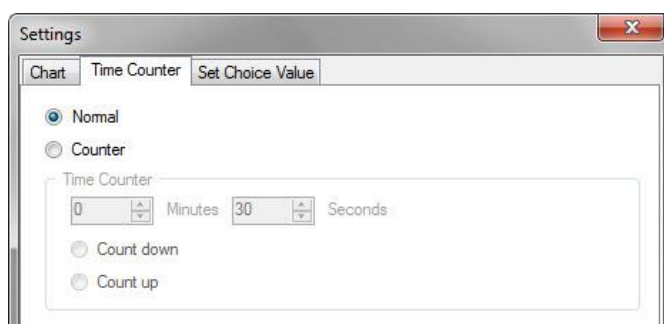 Settings
Chart Time Counter Set Choice Value
Normal
Counter
Time Counter
0 Minutes 30 Seconds
Count down
Count up